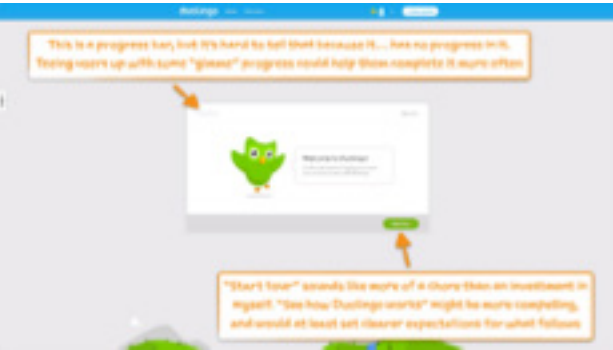 duolingo
This is a progress bar, but it's hard to tell that because it... has no progress in it.
Teeing users up with some "gimme" progress could help them complete it more often
Welcome to Duolingo!
"Start tour" sounds like more of a chore than an investment in
myself. "See how Duolingo works" might be more compelling,
and would at least set clearer expectations for what follows